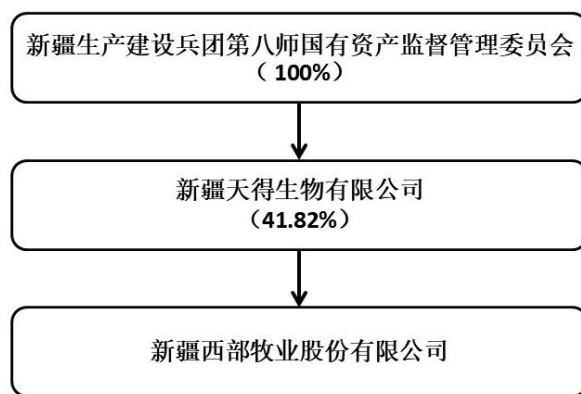 新疆生产建设兵团第八师国有资产监督管理委员会
（ 100%）
新疆天得生物有限公司
（41.82%）
新疆西部牧业股份有限公司